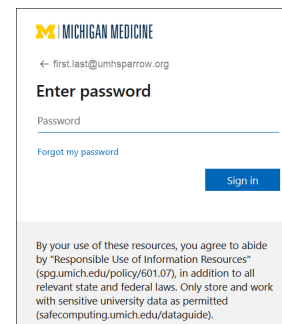 M | MICHIGAN MEDICINE
← first.last@umhsparrow.org
Enter password
Password
Forgot my password
Sign in
By your use of these resources, you agree to abide
by "Responsible Use of Information Resources"
(spg.umich.edu/policy/601.07), in addition to all
relevant state and federal laws. Only store and work
with sensitive university data as permitted
(safecomputing.umich.edu/dataguide).